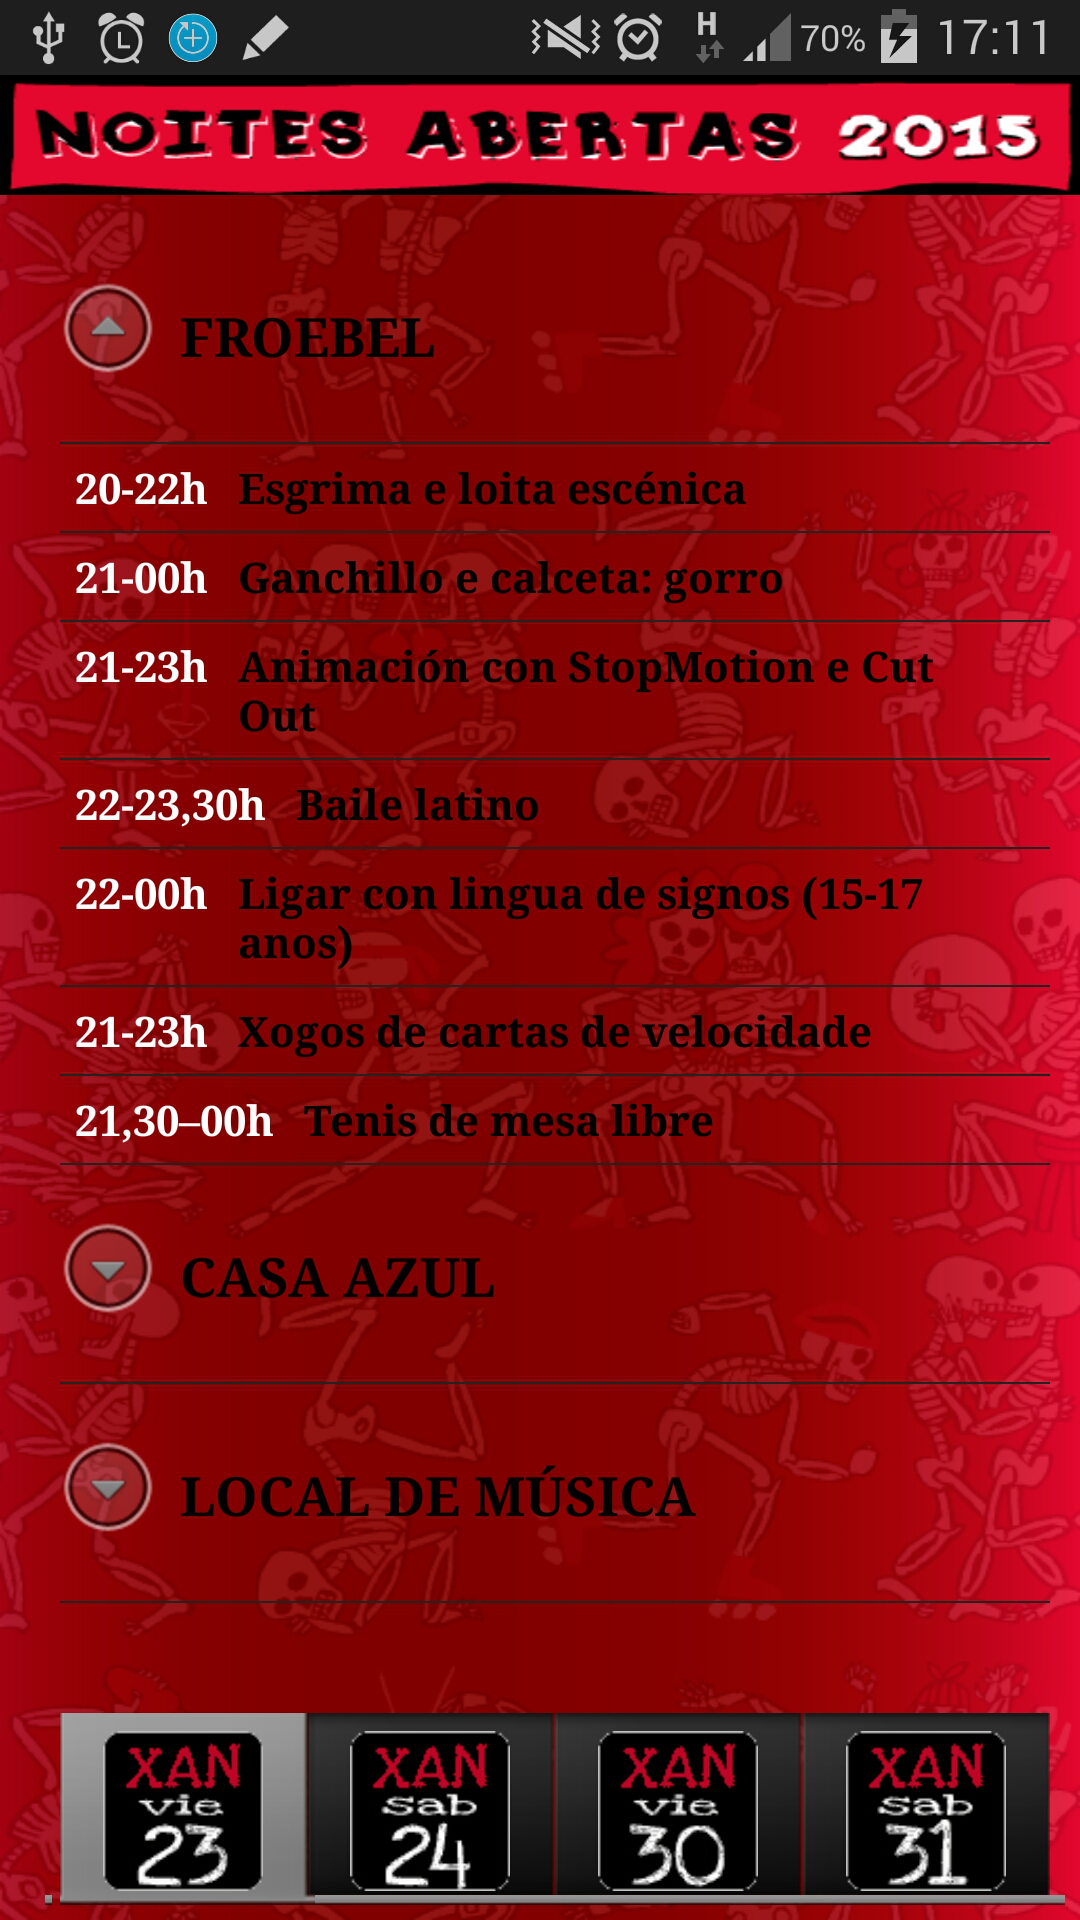 H 70% 17:11
NOITES ABERTAS 2015
FROEBEL
20-22h Esgrima e loita escénica
21-00h Ganchillo e calceta: gorro
21-23h Animación con StopMotion e Cut
Out
22-23,30h Baile latino
22-00h Ligar con lingua de signos (15-17
anos)
21-23h Xogos de cartas de velocidade
21,30–00h Tenis de mesa libre
CASA AZUL
LOCAL DE MÚSICA
XAN XAN XAN XAN
vie sab vie sab
23 24 30 31